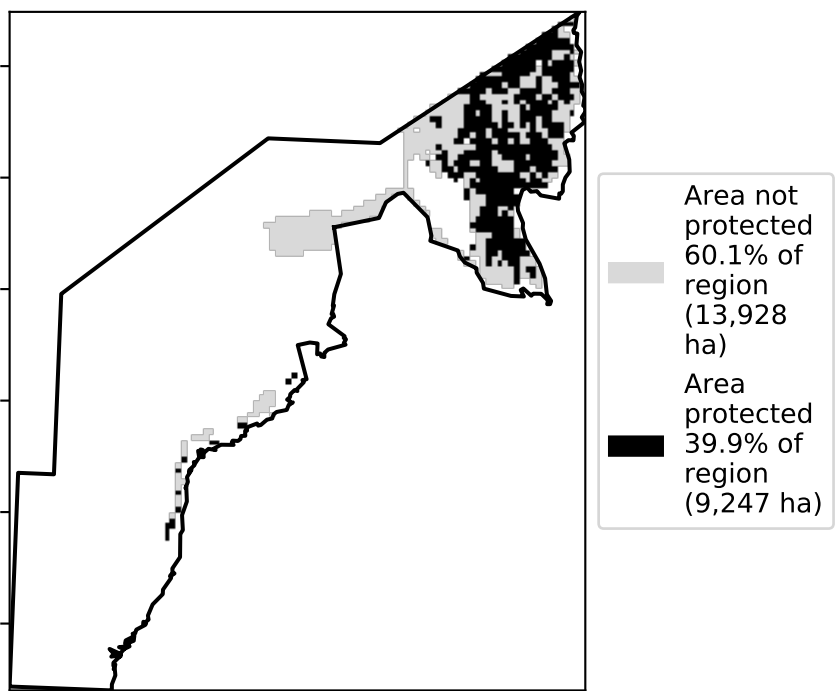 Area not
protected
60.1% of
region
(13,928
ha)
Area
protected
39.9% of
region
(9,247 ha)